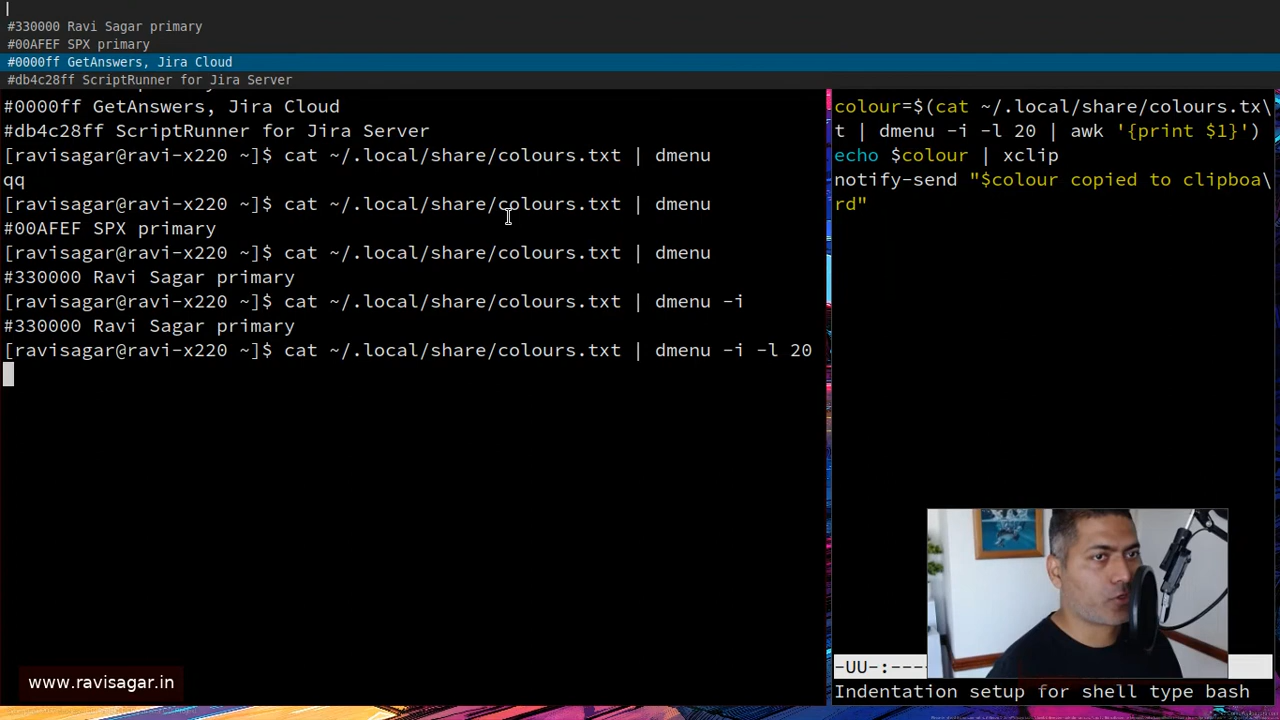 #330000 Ravi Sagar primary
#00AFEF SPX primary
#0000ff GetAnswers, Jira Cloud
#db4c28ff ScriptRunner for Jira Server
#0000ff GetAnswers, Jira Cloud
#db4c28ff ScriptRunner for Jira Server
[ravisagar@ravi-x220 ~]$ cat ~/.local/share/colours.txt | dmenu
qq
[ravisagar@ravi-x220 ~]$ cat ~/.local/share/colours.txt | dmenu
#00AFEF SPX primary
[ravisagar@ravi-x220 ~]$ cat ~/.local/share/colours.txt | dmenu
#330000 Ravi Sagar primary
[ravisagar@ravi-x220 ~]$ cat ~/.local/share/colours.txt | dmenu -i
#330000 Ravi Sagar primary
[ravisagar@ravi-x220 ~]$ cat ~/.local/share/colours.txt | dmenu -i -l 20
colour=$(cat ~/.local/share/colours.tx\
t | dmenu -i -l 20 | awk '{print $1}')
echo $colour | xclip
notify-send "$colour copied to clipboa\
rd"
-UU-:----
Indentation setup for shell type bash
www.ravisagar.in